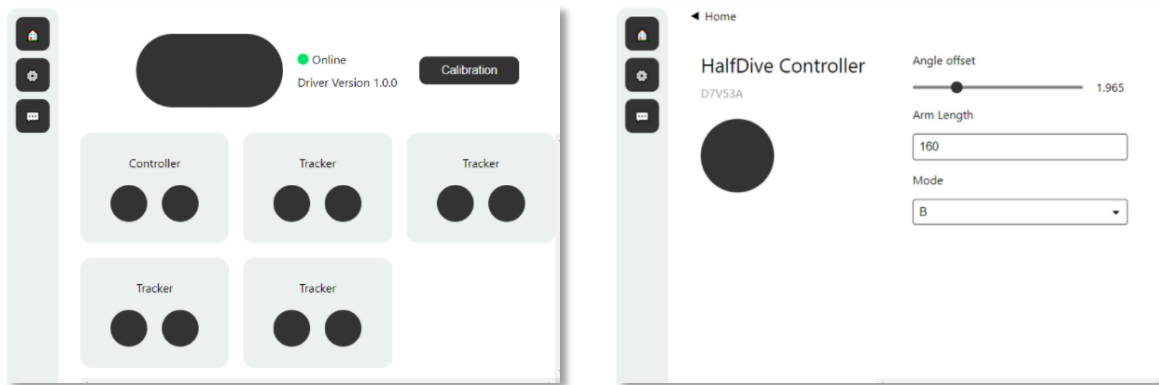 Online
Driver Version 1.0.0
Calibration
Controller
Tracker
Tracker
Tracker
Tracker
◀ Home
HalfDive Controller
D7V53A
Angle offset
1.965
Arm Length
160
Mode
B